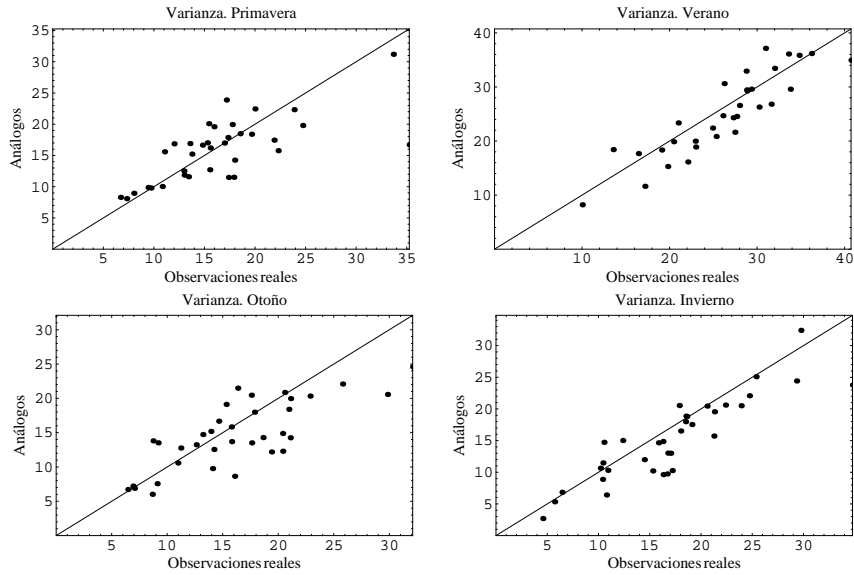 Varianza. Primavera
35
30
25
20
15
10
5
Análogos
5 10 15 20 25 30 35
Observaciones reales
Varianza. Verano
40
30
20
10
Análogos
10 20 30 40
Observaciones reales
Varianza. Otoño
30
25
20
15
10
5
Análogos
5 10 15 20 25 30
Observaciones reales
Varianza. Invierno
30
25
20
15
10
5
Análogos
5 10 15 20 25 30
Observaciones reales